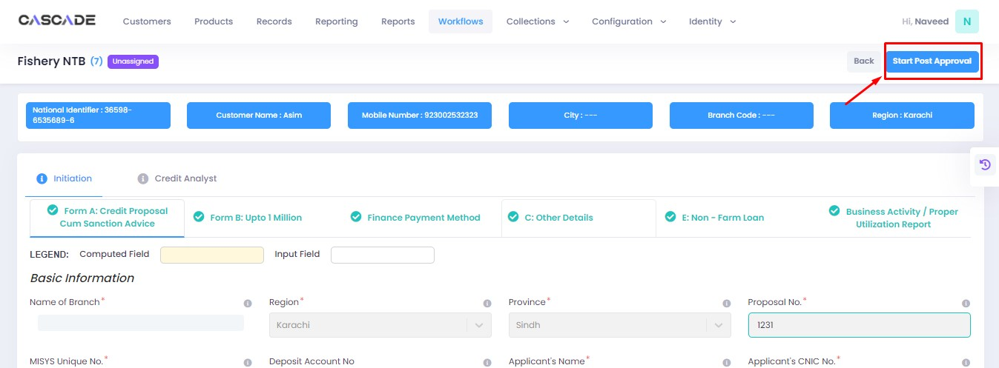 CASCADE Customers Products Records Reporting Reports Workflows Collections Configuration Identity Hi, Naveed N
Fishery NTB (7) Unassigned Back Start Post Approval
National Identifier : 36598-
6535689-6
Customer Name : Asim
Mobile Number : 923002532323
City : ---
Branch Code : ---
Region : Karachi
Initiation Credit Analyst
Form A: Credit Proposal
Cum Sanction Advice
Form B: Upto 1 Million
Finance Payment Method
C: Other Details
E: Non - Farm Loan
Business Activity / Proper
Utilization Report
LEGEND: Computed Field Input Field
Basic Information
Name of Branch* Region* Province* Proposal No.*
Karachi Sindh 1231
MISYS Unique No.* Deposit Account No Applicant's Name* Applicant's CNIC No.*